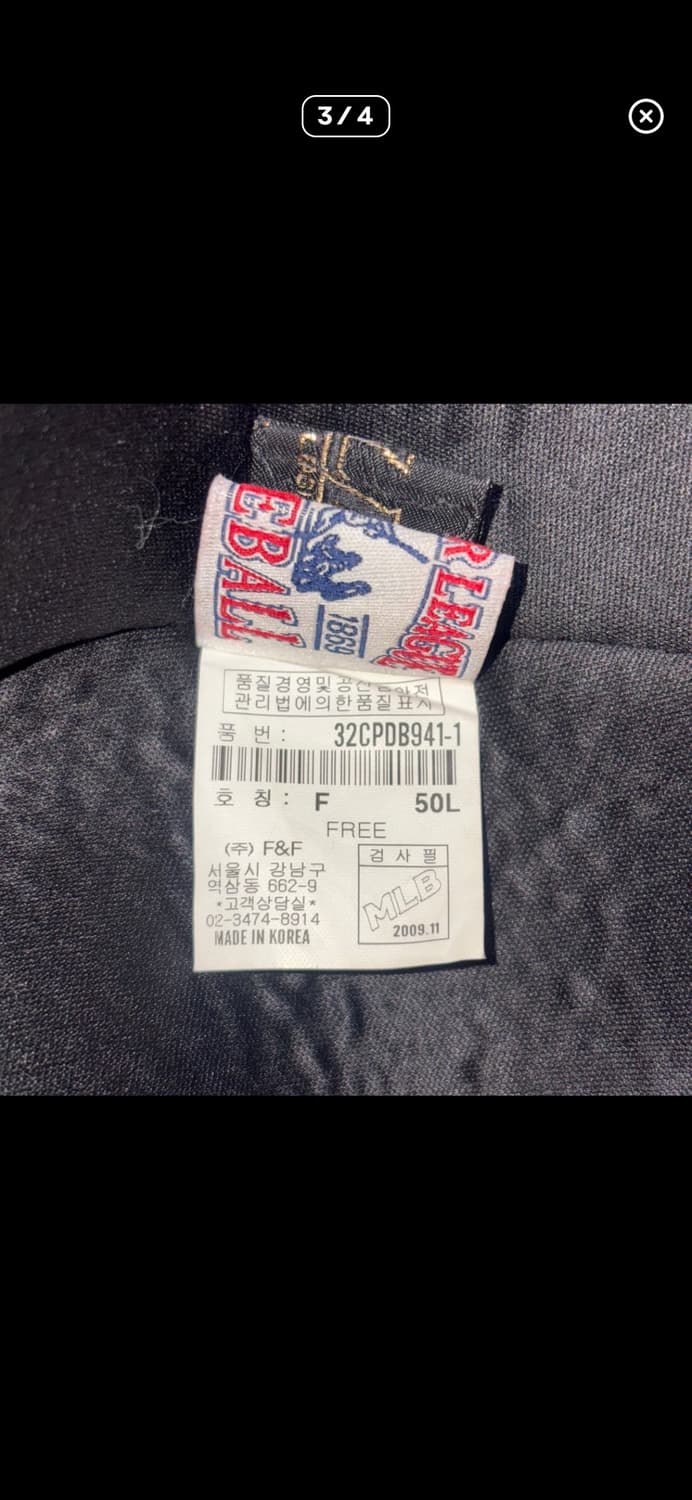 3/4
EBALL
1869
R LEAGU
품질경영및공산품안전
관리법에의한품질표시
품 번 : 32CPDB941-1
호 칭 : F 50L
FREE
(주) F&F
서울시 강남구
역삼동 662-9
*고객상담실*
02-3474-8914
MADE IN KOREA
검 사 필
MLB
2009.11